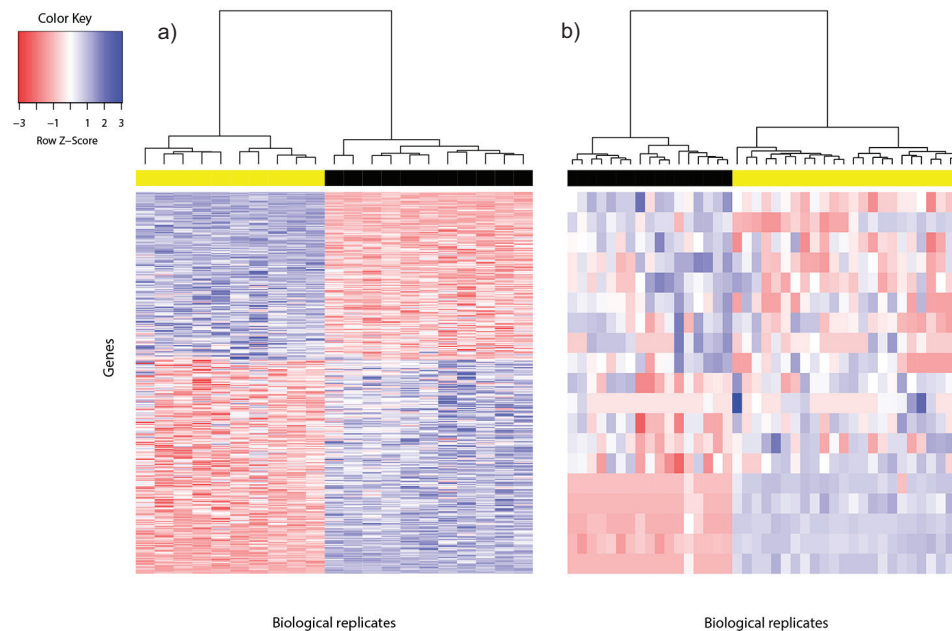 Color Key
−3 −1 1 2 3
Row Z−Score
a)
b)
Genes
Biological replicates
Biological replicates